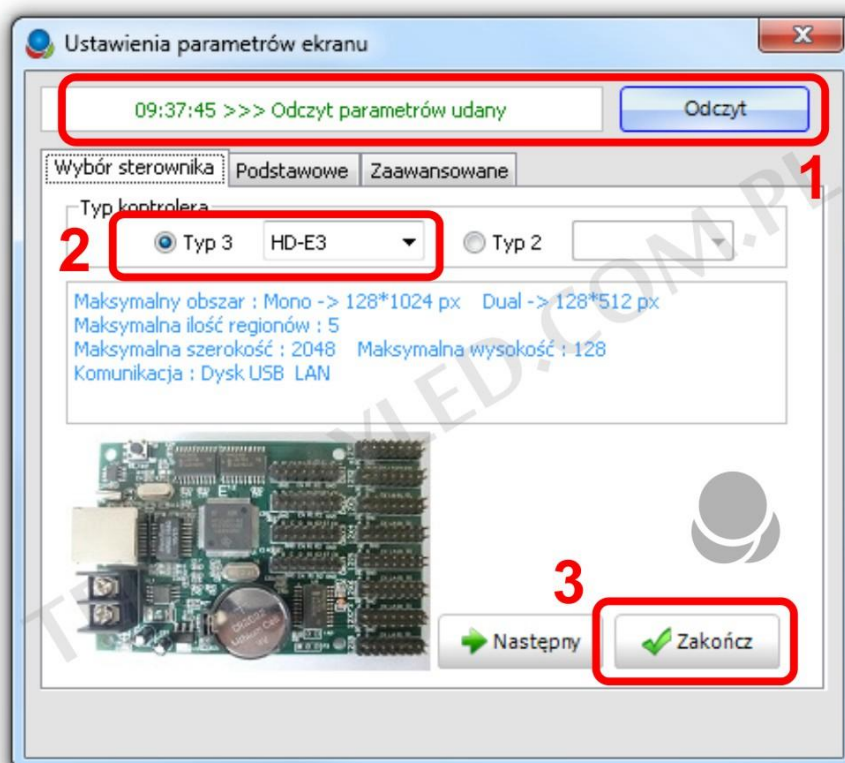 Ustawienia parametrów ekranu
09:37:45 >>> Odczyt parametrów udany
Odczyt
1
Wybór sterownika
Podstawowe
Zaawansowane
Typ kontrolera
2
Typ 3
HD-E3
Typ 2
Maksymalny obszar : Mono -> 128*1024 px Dual -> 128*512 px
Maksymalna ilość regionów : 5
Maksymalna szerokość : 2048 Maksymalna wysokość : 128
Komunikacja : Dysk USB LAN
3
Następny
Zakończ